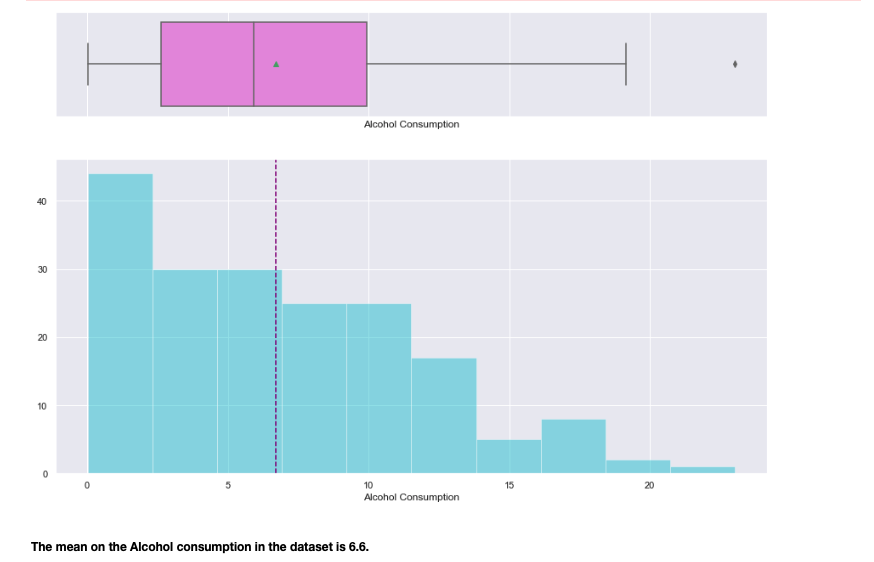 Alcohol Consumption
40
30
20
10
0
0 5 10 15 20
Alcohol Consumption
The mean on the Alcohol consumption in the dataset is 6.6.